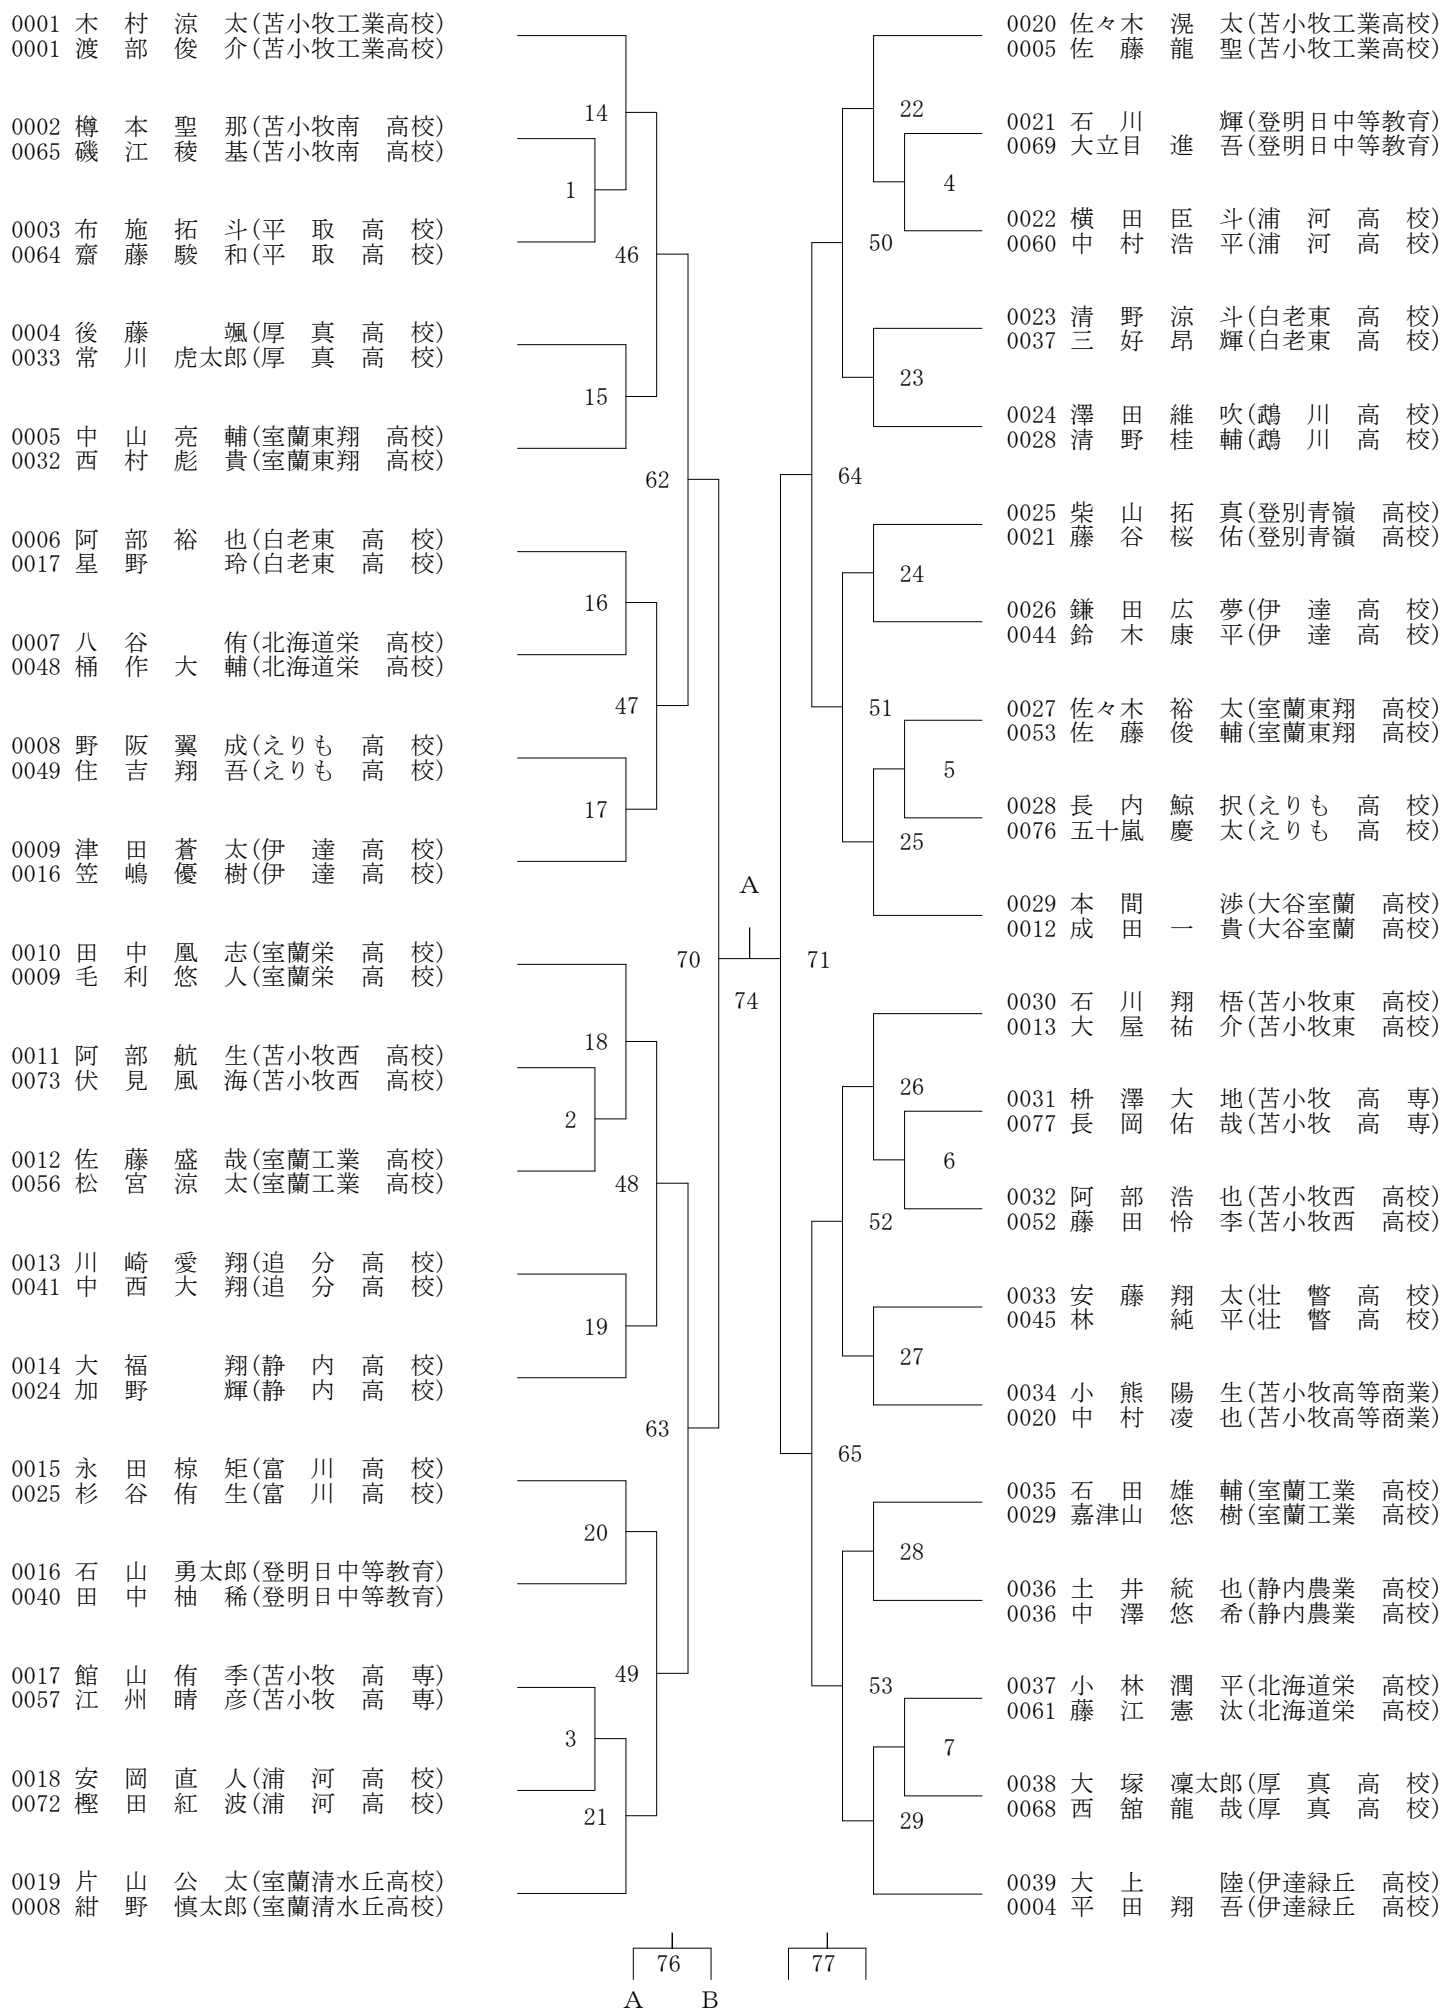 0001 木　村　涼　太(苫小牧工業高校)
0001 渡　部　俊　介(苫小牧工業高校)
0002 樽　本　聖　那(苫小牧南　高校)
0065 磯　江　稜　基(苫小牧南　高校)
0003 布　施　拓　斗(平　取　高　校)
0064 齋　藤　駿　和(平　取　高　校)
0004 後　藤　　　颯(厚　真　高　校)
0033 常　川　虎太郎(厚　真　高　校)
0005 中　山　亮　輔(室蘭東翔　高校)
0032 西　村　彪　貴(室蘭東翔　高校)
0006 阿　部　裕　也(白老東　高　校)
0017 星　野　　　玲(白老東　高　校)
0007 八　谷　　　侑(北海道栄　高校)
0048 桶　作　大　輔(北海道栄　高校)
0008 野　阪　翼　成(えりも　高　校)
0049 住　吉　翔　吾(えりも　高　校)
0009 津　田　蒼　太(伊　達　高　校)
0016 笠　嶋　優　樹(伊　達　高　校)
0010 田　中　凰　志(室蘭栄　高　校)
0009 毛　利　悠　人(室蘭栄　高　校)
0011 阿　部　航　生(苫小牧西　高校)
0073 伏　見　風　海(苫小牧西　高校)
0012 佐　藤　盛　哉(室蘭工業　高校)
0056 松　宮　涼　太(室蘭工業　高校)
0013 川　崎　愛　翔(追　分　高　校)
0041 中　西　大　翔(追　分　高　校)
0014 大　福　　　翔(静　内　高　校)
0024 加　野　　　輝(静　内　高　校)
0015 永　田　椋　矩(富　川　高　校)
0025 杉　谷　侑　生(富　川　高　校)
0016 石　山　勇太郎(登明日中等教育)
0040 田　中　柚　稀(登明日中等教育)
0017 館　山　侑　季(苫小牧　高　専)
0057 江　州　晴　彦(苫小牧　高　専)
0018 安　岡　直　人(浦　河　高　校)
0072 樫　田　紅　波(浦　河　高　校)
0019 片　山　公　太(室蘭清水丘高校)
0008 紺　野　慎太郎(室蘭清水丘高校)
14
1
46
15
62
16
47
17
18
2
48
19
63
20
49
3
21
70
A
74
71
22
4
50
23
64
24
51
5
25
26
6
52
27
65
28
53
7
29
0020 佐々木　滉　太(苫小牧工業高校)
0005 佐　藤　龍　聖(苫小牧工業高校)
0021 石　川　　　輝(登明日中等教育)
0069 大立目　進　吾(登明日中等教育)
0022 横　田　臣　斗(浦　河　高　校)
0060 中　村　浩　平(浦　河　高　校)
0023 清　野　涼　斗(白老東　高　校)
0037 三　好　昂　輝(白老東　高　校)
0024 澤　田　維　吹(鵡　川　高　校)
0028 清　野　桂　輔(鵡　川　高　校)
0025 柴　山　拓　真(登別青嶺　高校)
0021 藤　谷　桜　佑(登別青嶺　高校)
0026 鎌　田　広　夢(伊　達　高　校)
0044 鈴　木　康　平(伊　達　高　校)
0027 佐々木　裕　太(室蘭東翔　高校)
0053 佐　藤　俊　輔(室蘭東翔　高校)
0028 長　内　鯨　択(えりも　高　校)
0076 五十嵐　慶　太(えりも　高　校)
0029 本　間　　　渉(大谷室蘭　高校)
0012 成　田　一　貴(大谷室蘭　高校)
0030 石　川　翔　梧(苫小牧東　高校)
0013 大　屋　祐　介(苫小牧東　高校)
0031 枡　澤　大　地(苫小牧　高　専)
0077 長　岡　佑　哉(苫小牧　高　専)
0032 阿　部　浩　也(苫小牧西　高校)
0052 藤　田　怜　李(苫小牧西　高校)
0033 安　藤　翔　太(壮　瞥　高　校)
0045 林　　　純　平(壮　瞥　高　校)
0034 小　熊　陽　生(苫小牧高等商業)
0020 中　村　凌　也(苫小牧高等商業)
0035 石　田　雄　輔(室蘭工業　高校)
0029 嘉津山　悠　樹(室蘭工業　高校)
0036 土　井　統　也(静内農業　高校)
0036 中　澤　悠　希(静内農業　高校)
0037 小　林　潤　平(北海道栄　高校)
0061 藤　江　憲　汰(北海道栄　高校)
0038 大　塚　凜太郎(厚　真　高　校)
0068 西　舘　龍　哉(厚　真　高　校)
0039 大　上　　　陸(伊達緑丘　高校)
0004 平　田　翔　吾(伊達緑丘　高校)
76
77
A
B